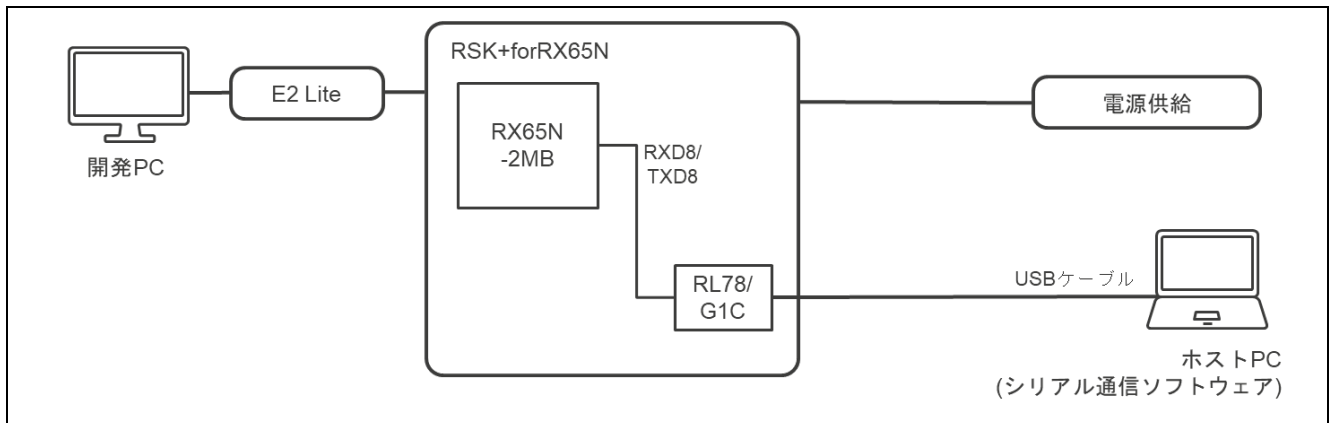 RSK+forRX65N
E2 Lite
電源供給
RX65N
-2MB
開発PC
RXD8/
TXD8
RL78/
G1C
USBケーブル
ホストPC
(シリアル通信ソフトウェア)